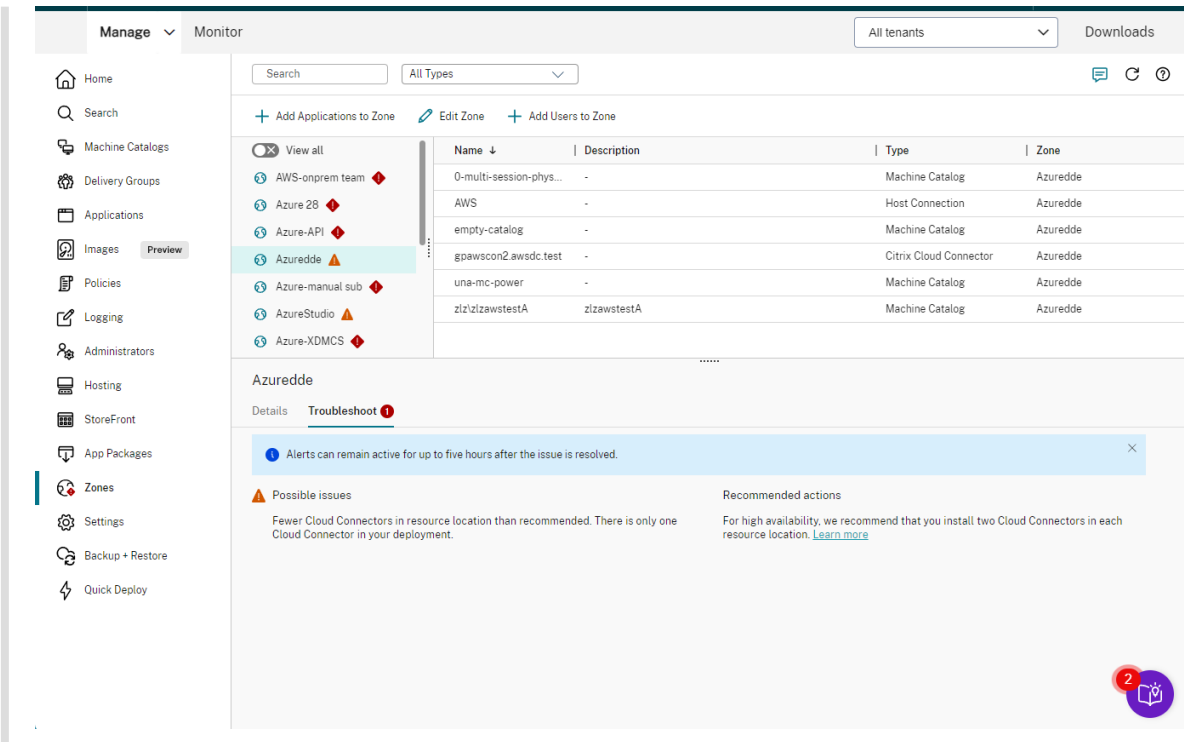 Manage Monitor All tenants Downloads
Home
Search
Machine Catalogs
Delivery Groups
Applications
Images Preview
Policies
Logging
Administrators
Hosting
StoreFront
App Packages
Zones
Settings
Backup + Restore
Quick Deploy
Search All Types
Add Applications to Zone Edit Zone Add Users to Zone
View all
AWS-onprem team
Azure 28
Azure-API
Azuredde
Azure-manual sub
AzureStudio
Azure-XDMCS
Name ↓ Description Type Zone
0-multi-session-phys... - Machine Catalog Azuredde
AWS - Host Connection Azuredde
empty-catalog - Machine Catalog Azuredde
gpawscon2.awsdc.test - Citrix Cloud Connector Azuredde
una-mc-power - Machine Catalog Azuredde
zlz\zlzawstestA zlzawstestA Machine Catalog Azuredde
Azuredde
Details Troubleshoot 1
Alerts can remain active for up to five hours after the issue is resolved.
Possible issues
Fewer Cloud Connectors in resource location than recommended. There is only one
Cloud Connector in your deployment.
Recommended actions
For high availability, we recommend that you install two Cloud Connectors in each
resource location. Learn more
2